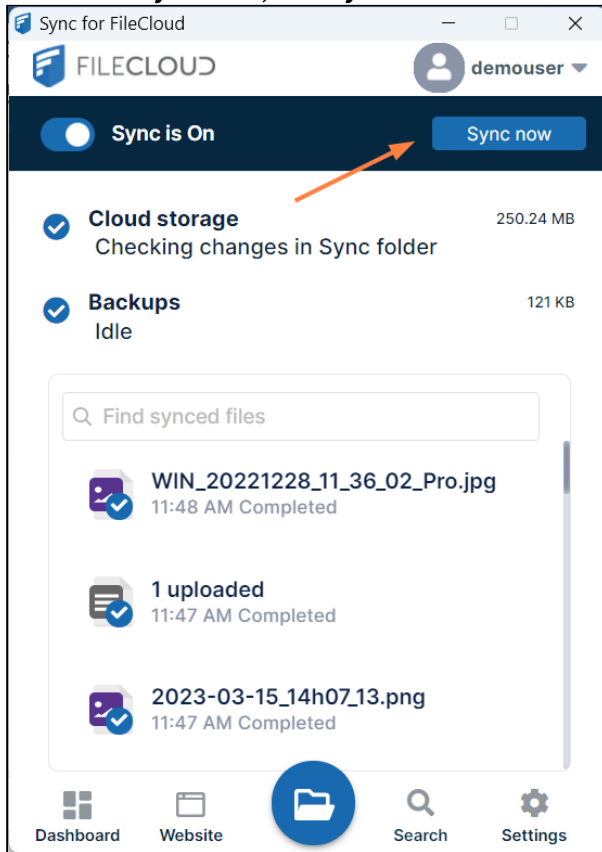 Sync for FileCloud
FILECLOUD
demouser
Sync is On
Sync now
Cloud storage
250.24 MB
Checking changes in Sync folder
Backups
121 KB
Idle
Find synced files
WIN_20221228_11_36_02_Pro.jpg
11:48 AM Completed
1 uploaded
11:47 AM Completed
2023-03-15_14h07_13.png
11:47 AM Completed
Dashboard
Website
Search
Settings